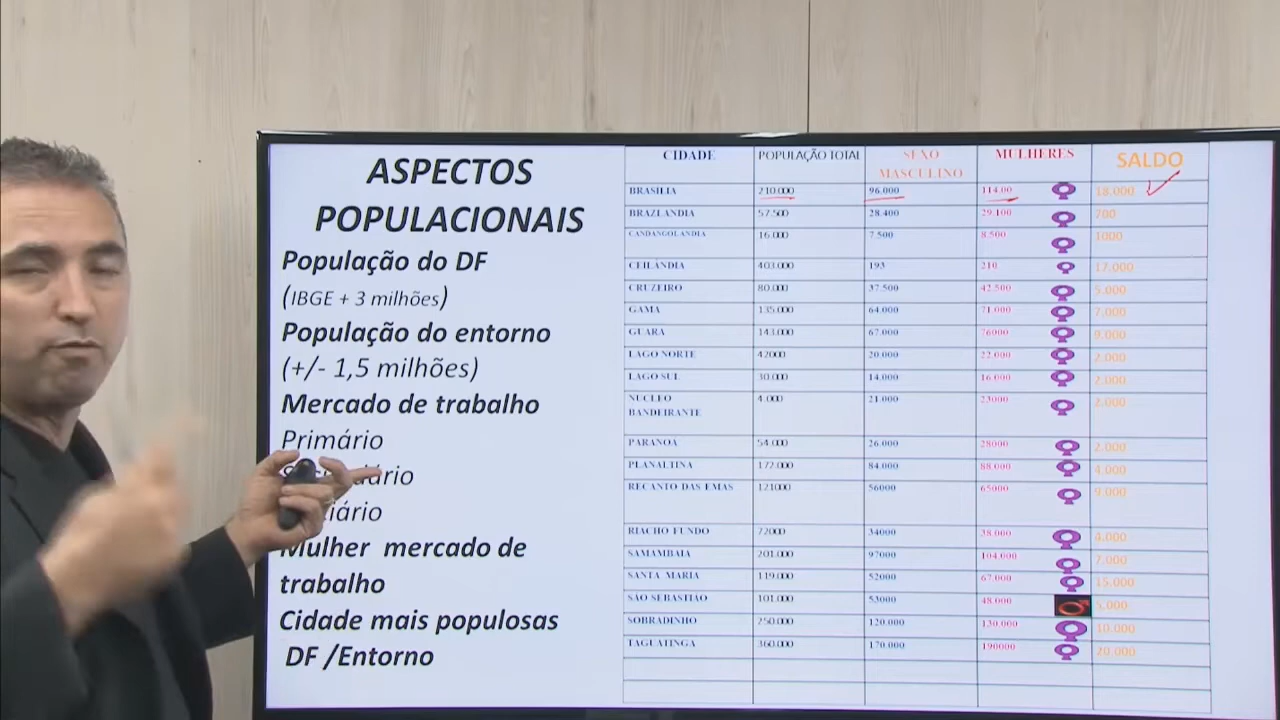 ASPECTOS
POPULACIONAIS
População do DF
(IBGE + 3 milhões)
População do entorno
(+/- 1,5 milhões)
Mercado de trabalho
Primário
Mulher mercado de
trabalho
Cidade mais populosas
DF /Entorno
CIDADE POPULAÇÃO TOTAL SEXO MASCULINO MULHERES SALDO
BRASILIA 210.000 96.000 114.00 18.000
BRAZLANDIA 57.500 28.400 29.100 700
CANDANGOLANDIA 16.000 7.500 8.500 1000
CEILANDIA 403.000 193 210 17.000
CRUZEIRO 80.000 37.500 42.500 5.000
GAMA 135.000 64.000 71.000 7.000
GUARA 143.000 67.000 76000 9.000
LAGO NORTE 42000 20.000 22.000 2.000
LAGO SUL 30.000 14.000 16.000 2.000
NUCLEO BANDEIRANTE 4.000 21.000 23000 2.000
PARANOA 54.000 26.000 28000 2.000
PLANALTINA 172.000 84.000 88.000 4.000
RECANTO DAS EMAS 121000 56000 65000 9.000
RIACHO FUNDO 72000 34000 38.000 4.000
SAMAMBAIA 201.000 97000 104.000 7.000
SANTA MARIA 119.000 52000 67.000 15.000
SÃO SEBASTIÃO 101.000 53000 48.000 5.000
SOBRADINHO 250.000 120.000 130.000 10.000
TAGUATINGA 360.000 170.000 190000 20.000